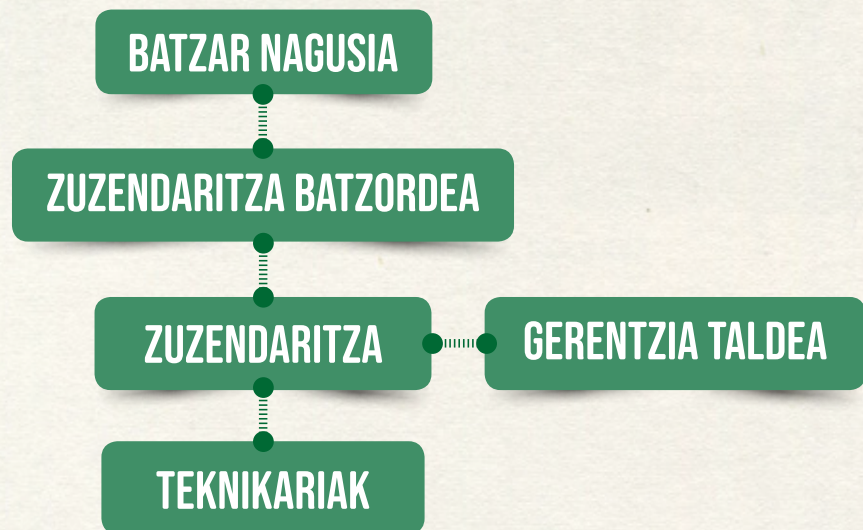 BATZAR NAGUSIA
ZUZENDARITZA BATZORDEA
ZUZENDARITZA
GERENTZIA TALDEA
TEKNIKARIAK